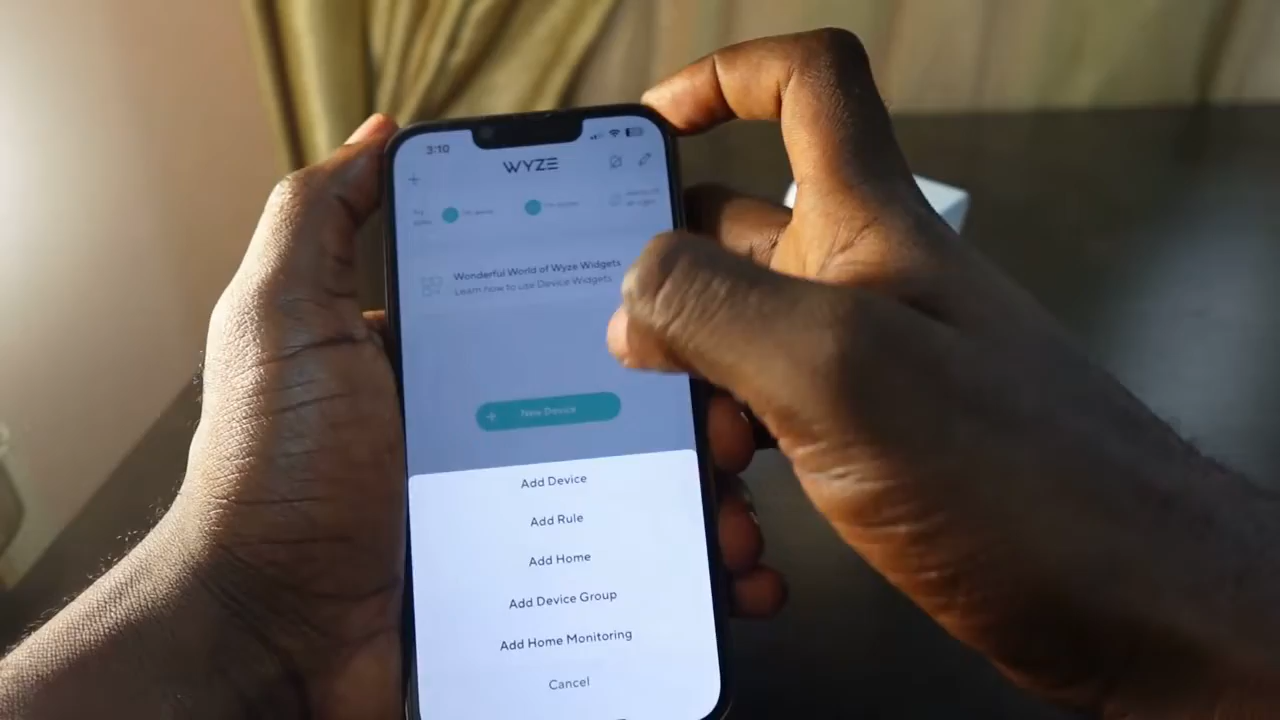 3:10
WYZE
Wonderful World of Wyze Widgets
Learn how to use Device Widgets
New Device
Add Device
Add Rule
Add Home
Add Device Group
Add Home Monitoring
Cancel